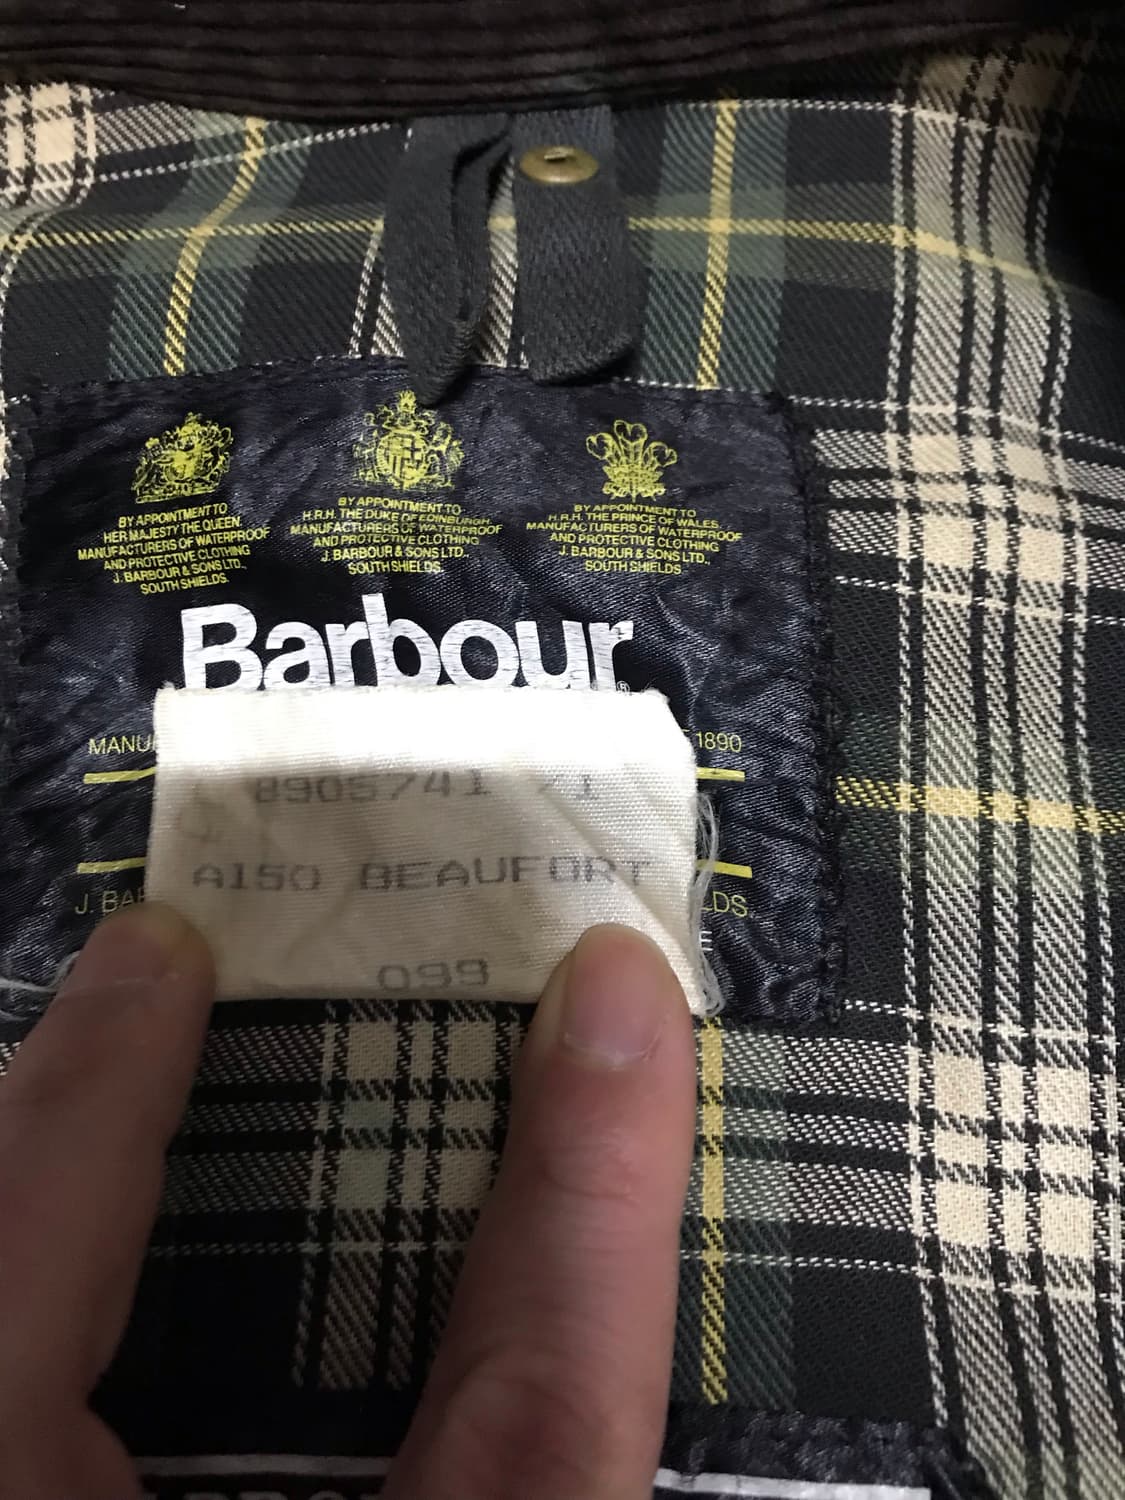 BY APPOINTMENT TO
HER MAJESTY THE QUEEN.
MANUFACTURERS OF WATERPROOF
AND PROTECTIVE CLOTHING
J. BARBOUR & SONS LTD.,
SOUTH SHIELDS.
BY APPOINTMENT TO
H.R.H. THE DUKE OF EDINBURGH.
MANUFACTURERS OF WATERPROOF
AND PROTECTIVE CLOTHING
J. BARBOUR & SONS LTD.,
SOUTH SHIELDS.
BY APPOINTMENT TO
H.R.H. THE PRINCE OF WALES.
MANUFACTURERS OF WATERPROOF
AND PROTECTIVE CLOTHING
J. BARBOUR & SONS LTD.,
SOUTH SHIELDS.
Barbour®
1890
8905741 /1
A150 BEAUFORT
J.
099